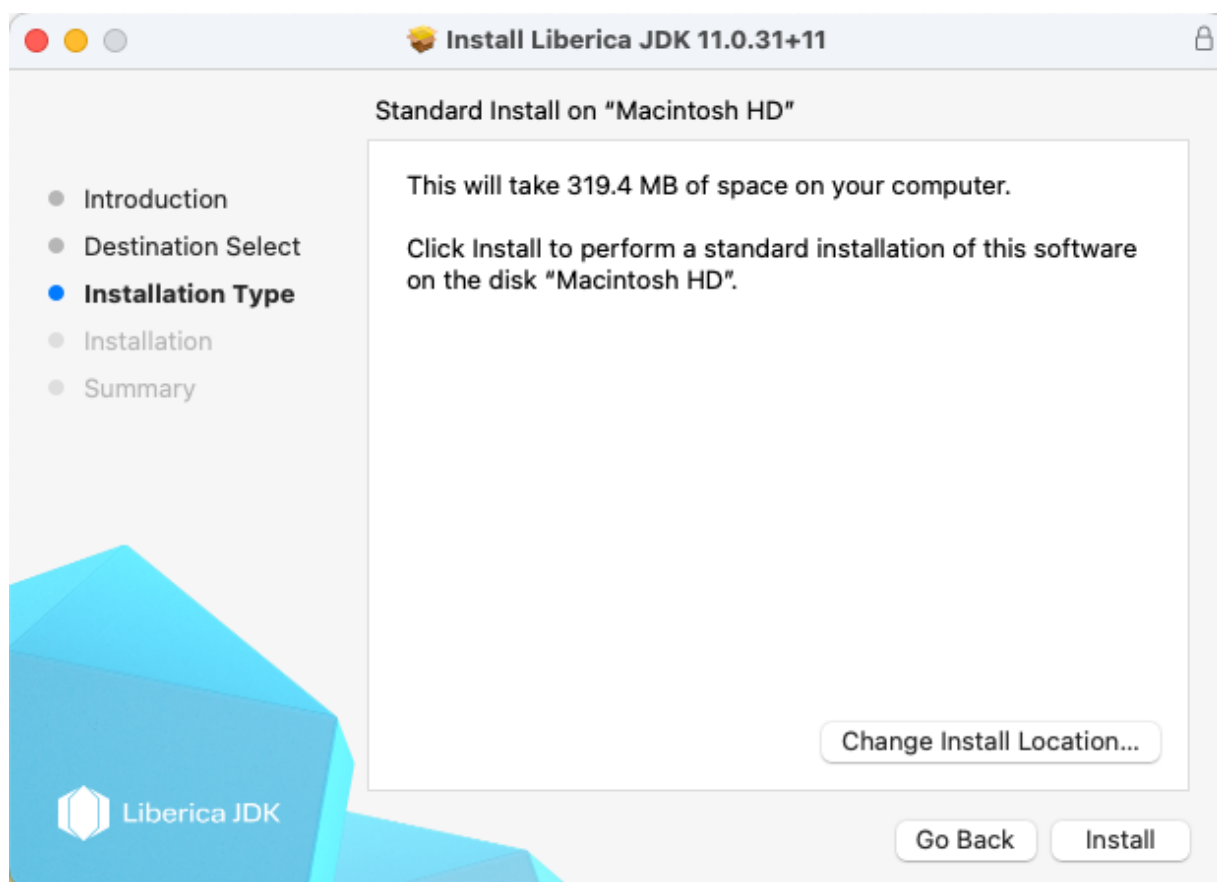 Install Liberica JDK 11.0.31+11
Standard Install on “Macintosh HD”
Introduction
Destination Select
Installation Type
Installation
Summary
This will take 319.4 MB of space on your computer.
Click Install to perform a standard installation of this software
on the disk “Macintosh HD”.
Change Install Location...
Liberica JDK
Go Back
Install